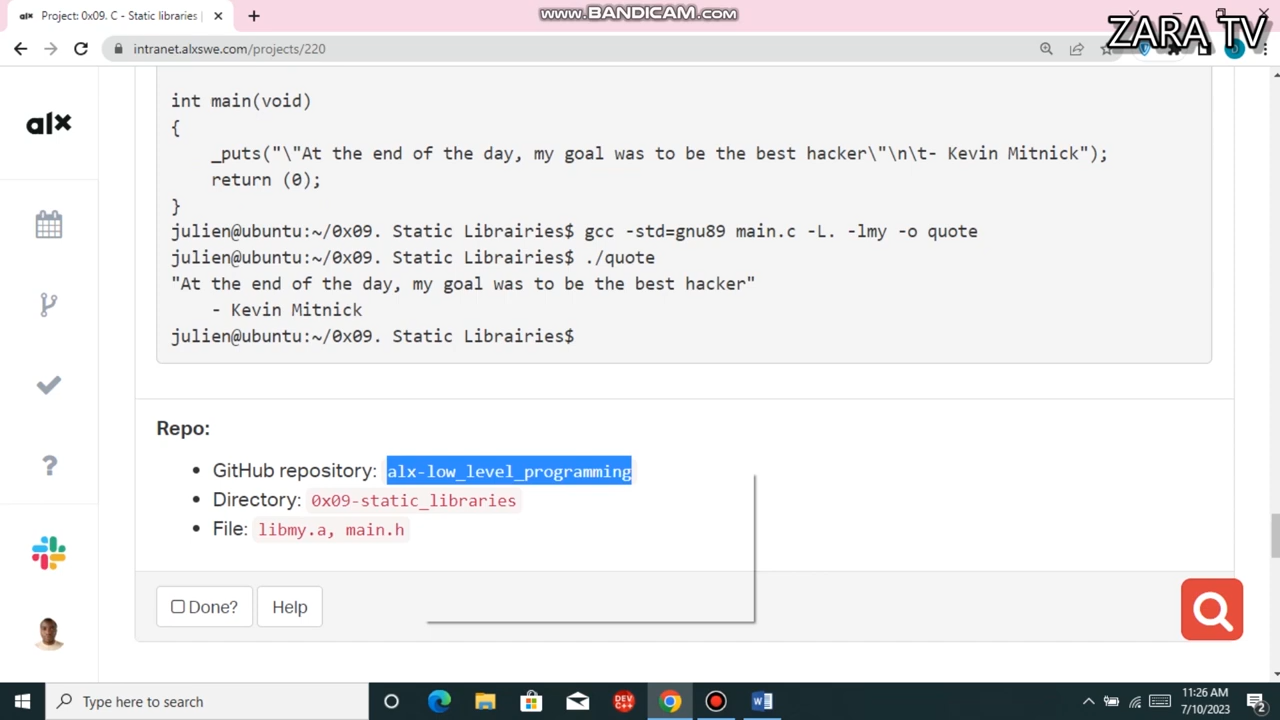 Project: 0x09. C - Static libraries |
www.BANDICAM.com
ZARA TV
intranet.alxswe.com/projects/220
alx
int main(void)
{
_puts("\"At the end of the day, my goal was to be the best hacker\"\n\t- Kevin Mitnick");
return (0);
}
julien@ubuntu:~/0x09. Static Librairies$ gcc -std=gnu89 main.c -L. -lmy -o quote
julien@ubuntu:~/0x09. Static Librairies$ ./quote
"At the end of the day, my goal was to be the best hacker"
- Kevin Mitnick
julien@ubuntu:~/0x09. Static Librairies$
Repo:
GitHub repository: alx-low_level_programming
Directory: 0x09-static_libraries
File: libmy.a, main.h
Done?
Help
Type here to search
DEV C++
11:26 AM
7/10/2023
2